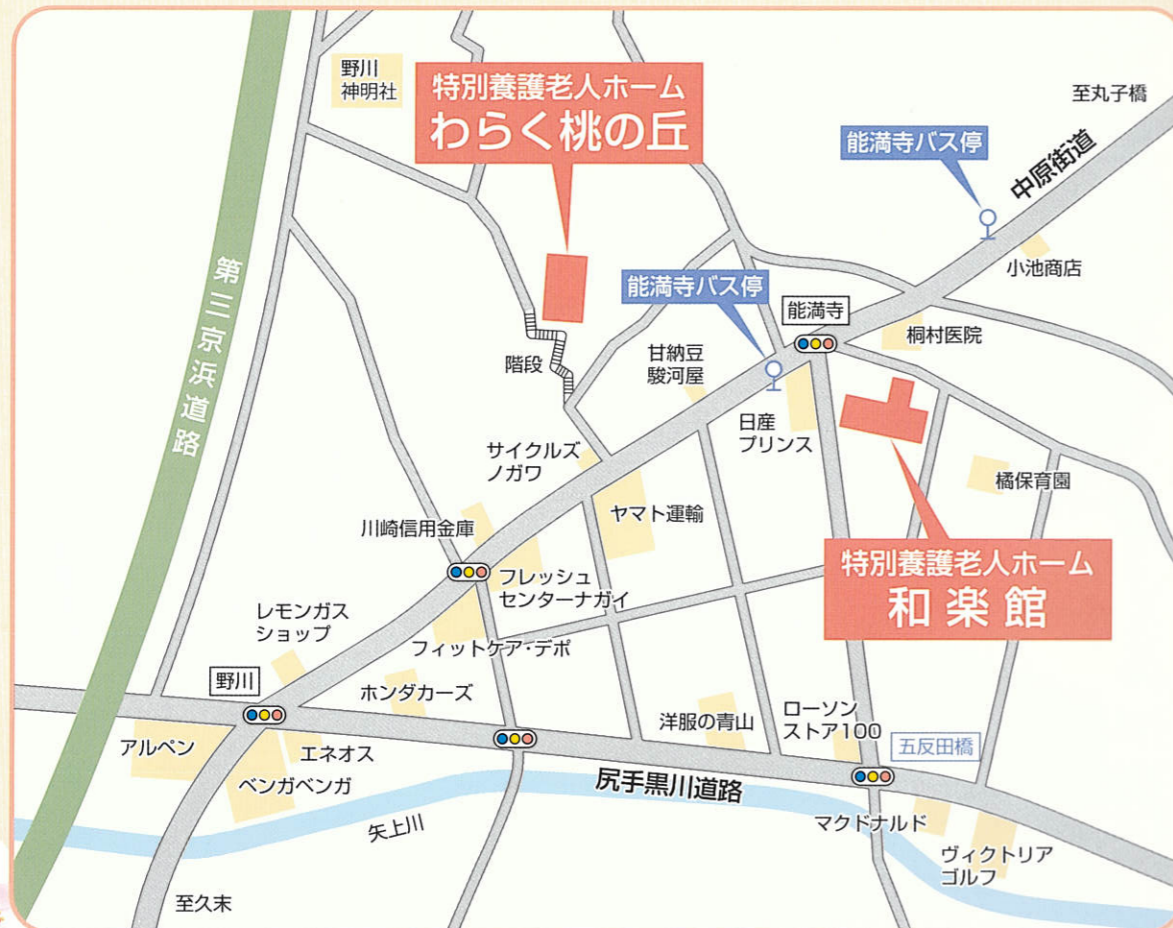 野川
神明社
特別養護老人ホーム
わらく桃の丘
至丸子橋
能満寺バス停
中原街道
小池商店
第三京浜道路
能満寺バス停
能満寺
桐村医院
階段
甘納豆
駿河屋
日産
プリンス
サイクルズ
ノガワ
橘保育園
ヤマト運輸
川崎信用金庫
特別養護老人ホーム
和楽館
フレッシュ
センターナガイ
レモンガス
ショップ
フィットケア・デポ
野川
ホンダカーズ
洋服の青山
ローソン
ストア100
五反田橋
アルペン
エネオス
ベンガベンガ
尻手黒川道路
矢上川
マクドナルド
ヴィクトリア
ゴルフ
至久末